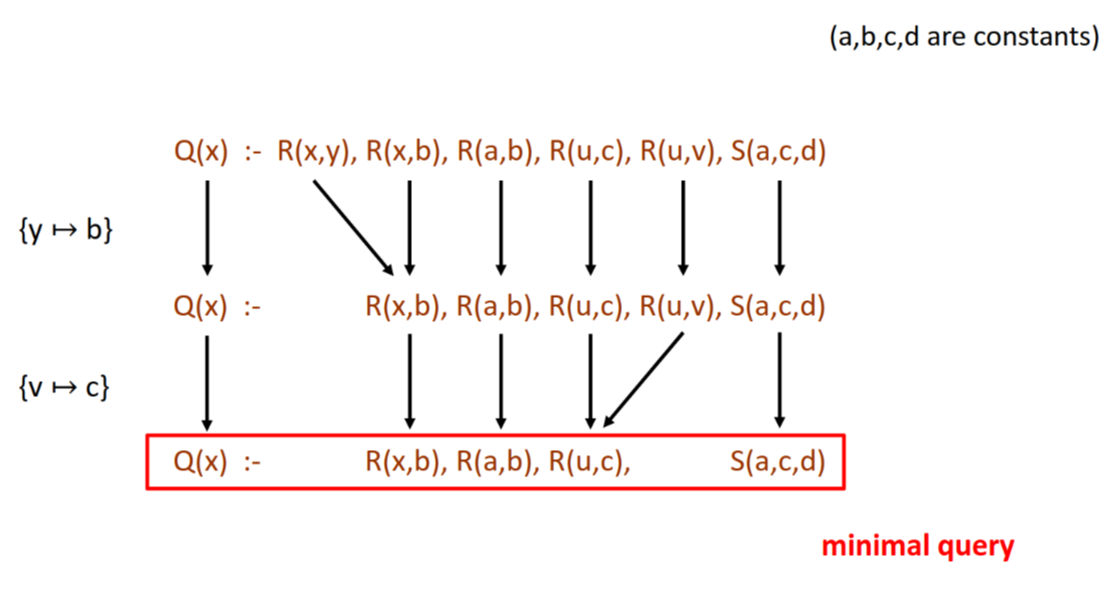 (a,b,c,d are constants)
Q(x) :- R(x,y), R(x,b), R(a,b), R(u,c), R(u,v), S(a,c,d)
{y ↦ b}
Q(x) :- R(x,b), R(a,b), R(u,c), R(u,v), S(a,c,d)
{v ↦ c}
Q(x) :- R(x,b), R(a,b), R(u,c), S(a,c,d)
minimal query